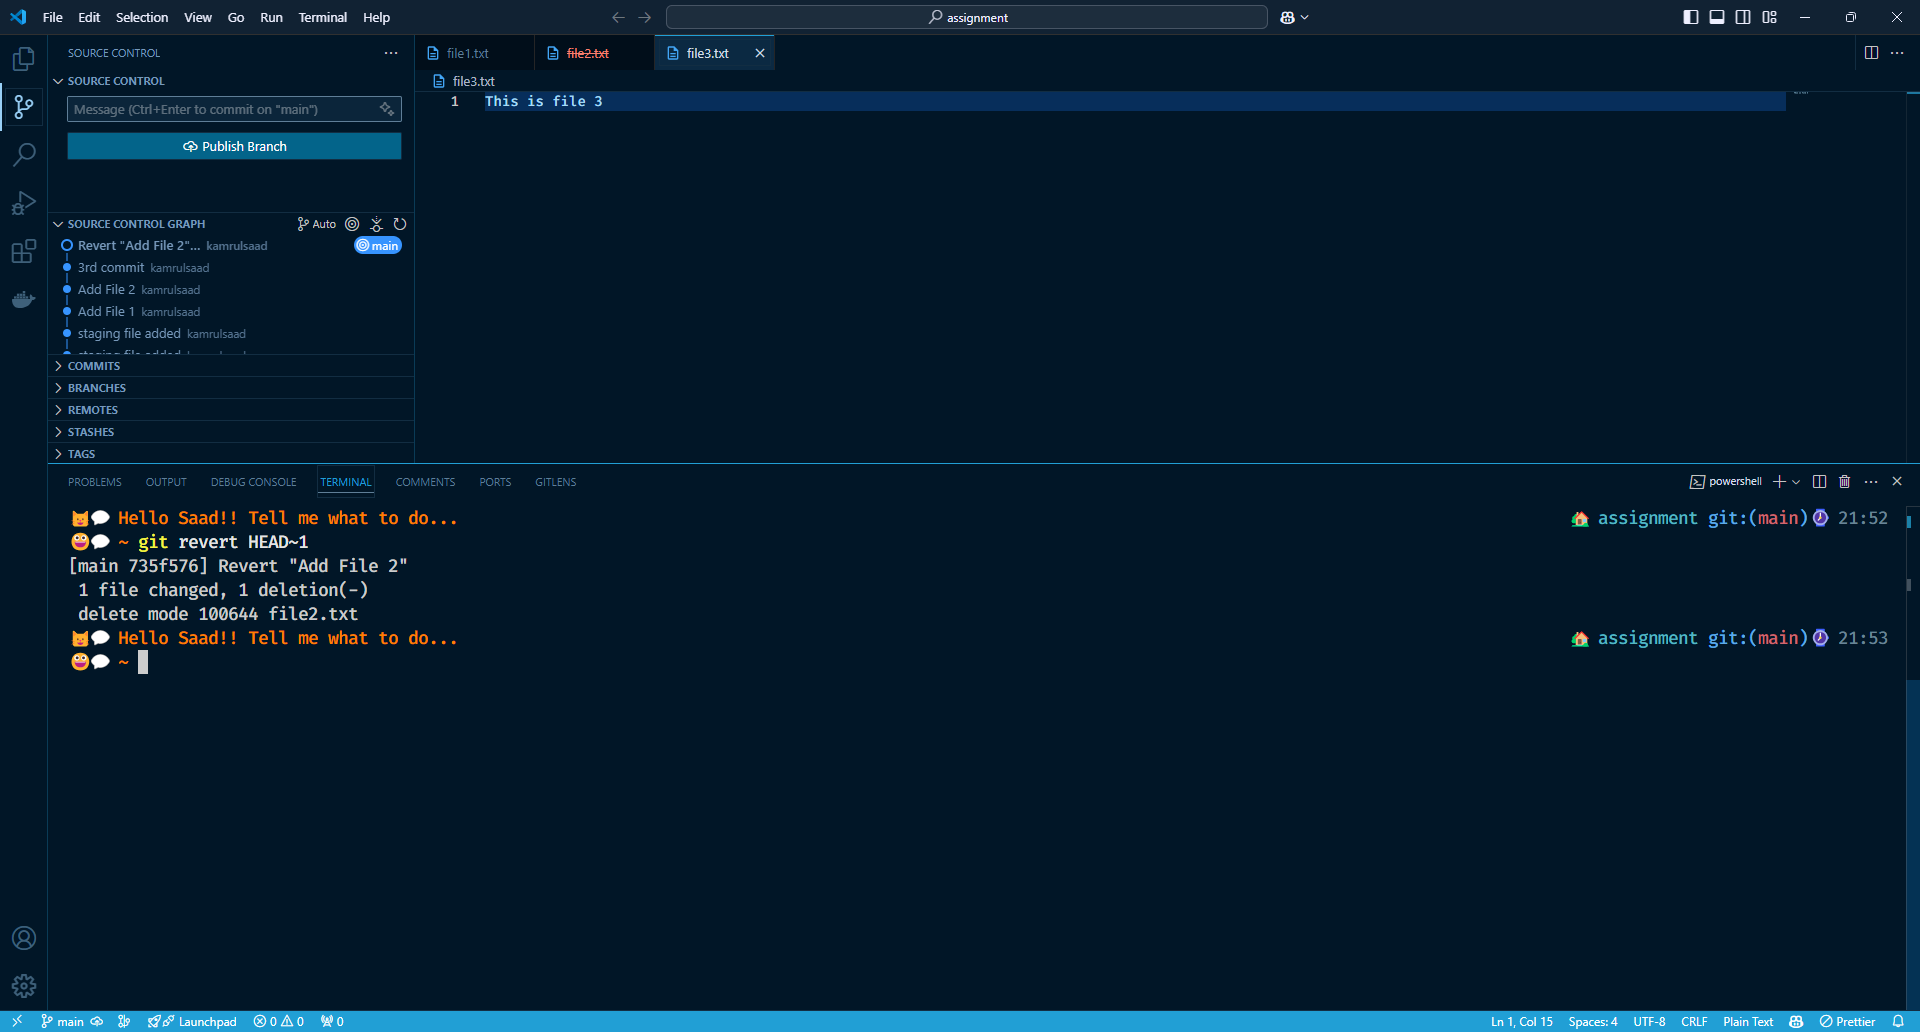 File Edit Selection View Go Run Terminal Help
assignment
SOURCE CONTROL
SOURCE CONTROL
Message (Ctrl+Enter to commit on "main")
Publish Branch
SOURCE CONTROL GRAPH Auto
Revert "Add File 2"... kamrulsaad main
3rd commit kamrulsaad
Add File 2 kamrulsaad
Add File 1 kamrulsaad
staging file added kamrulsaad
COMMITS
BRANCHES
REMOTES
STASHES
TAGS
file1.txt file2.txt file3.txt
file3.txt
1 This is file 3
PROBLEMS OUTPUT DEBUG CONSOLE TERMINAL COMMENTS PORTS GITLENS powershell
Hello Saad!! Tell me what to do... assignment git:(main) 21:52
~ git revert HEAD~1
[main 735f576] Revert "Add File 2"
1 file changed, 1 deletion(-)
delete mode 100644 file2.txt
Hello Saad!! Tell me what to do... assignment git:(main) 21:53
~
main Launchpad 0 0 0 Ln 1, Col 15 Spaces: 4 UTF-8 CRLF Plain Text Prettier